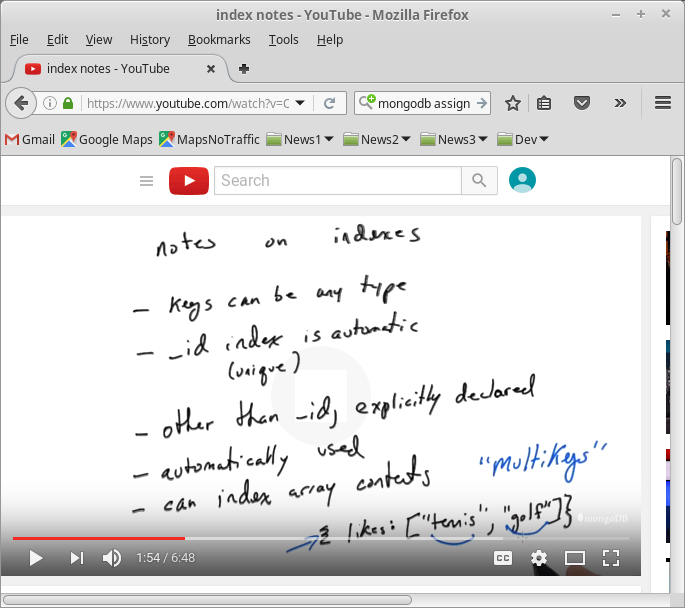 index notes - YouTube - Mozilla Firefox
File Edit View History Bookmarks Tools Help
index notes - YouTube
https://www.youtube.com/watch?v=C
mongodb assign
Gmail Google Maps MapsNoTraffic News1 News2 News3 Dev
Search
notes on indexes
- keys can be any type
- _id index is automatic
(unique)
- other than _id, explicitly declared
- automatically used
- can index array contents "multikeys"
{ likes: ["tennis", "golf"]}
mongoDB
1:54 / 6:48
CC